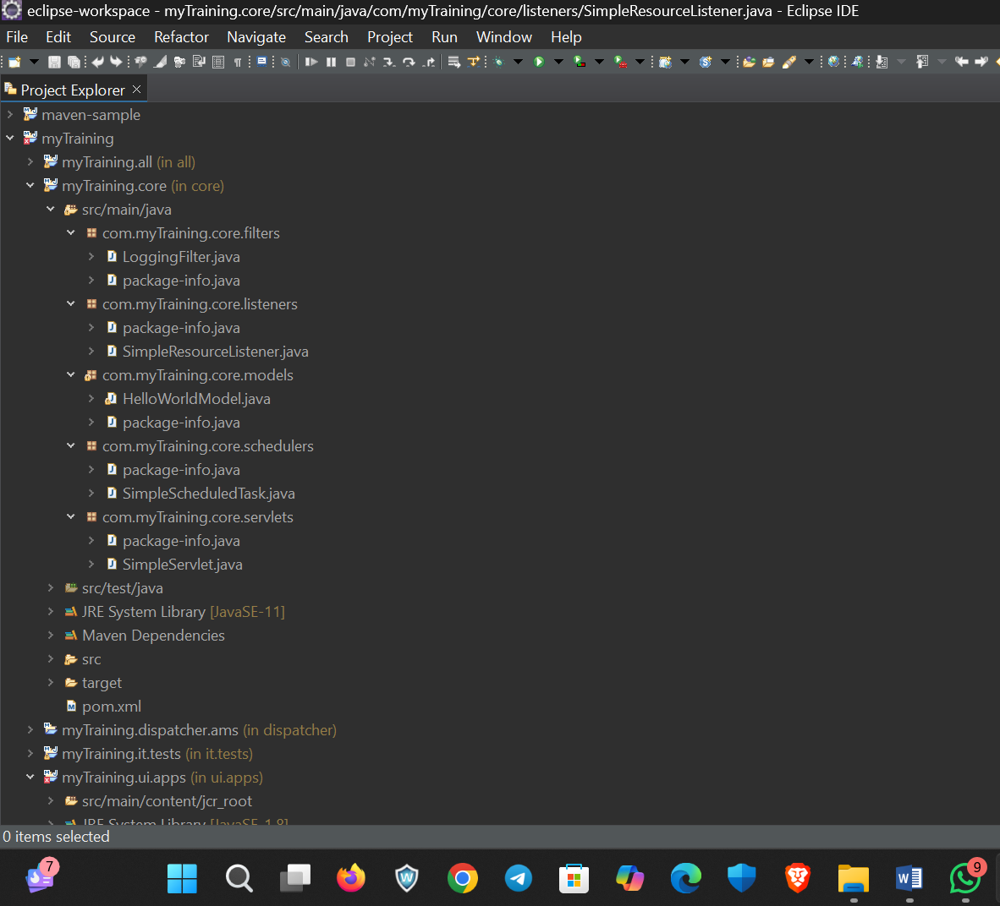 eclipse-workspace - myTraining.core/src/main/java/com/myTraining/core/listeners/SimpleResourceListener.java - Eclipse IDE
File Edit Source Refactor Navigate Search Project Run Window Help
Project Explorer
maven-sample
myTraining
myTraining.all (in all)
myTraining.core (in core)
src/main/java
com.myTraining.core.filters
LoggingFilter.java
package-info.java
com.myTraining.core.listeners
package-info.java
SimpleResourceListener.java
com.myTraining.core.models
HelloWorldModel.java
package-info.java
com.myTraining.core.schedulers
package-info.java
SimpleScheduledTask.java
com.myTraining.core.servlets
package-info.java
SimpleServlet.java
src/test/java
JRE System Library [JavaSE-11]
Maven Dependencies
src
target
pom.xml
myTraining.dispatcher.ams (in dispatcher)
myTraining.it.tests (in it.tests)
myTraining.ui.apps (in ui.apps)
src/main/content/jcr_root
JRE System Library [JavaSE-1.8]
0 items selected
7
9